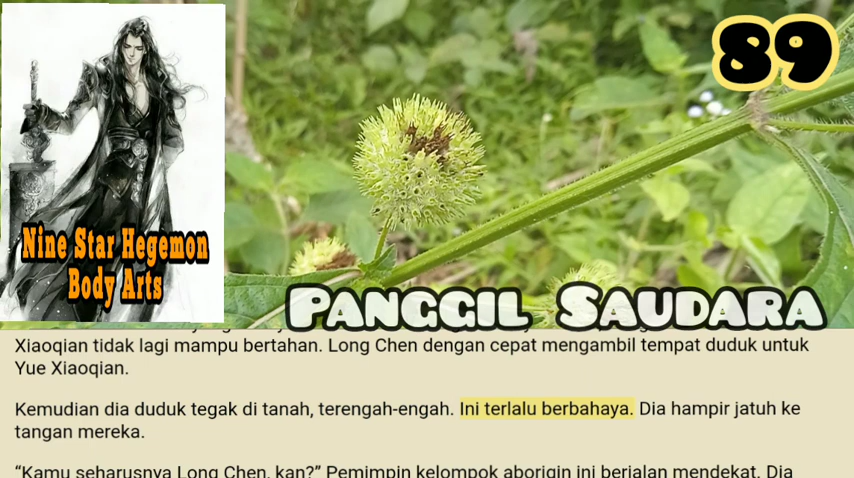 89
Nine Star Hegemon
Body Arts
PANGGIL SAUDARA
Xiaoqian tidak lagi mampu bertahan. Long Chen dengan cepat mengambil tempat duduk untuk
Yue Xiaoqian.
Kemudian dia duduk tegak di tanah, terengah-engah. Ini terlalu berbahaya. Dia hampir jatuh ke
tangan mereka.
“Kamu seharusnya Long Chen, kan?” Pemimpin kelompok aborigin ini berjalan mendekat. Dia